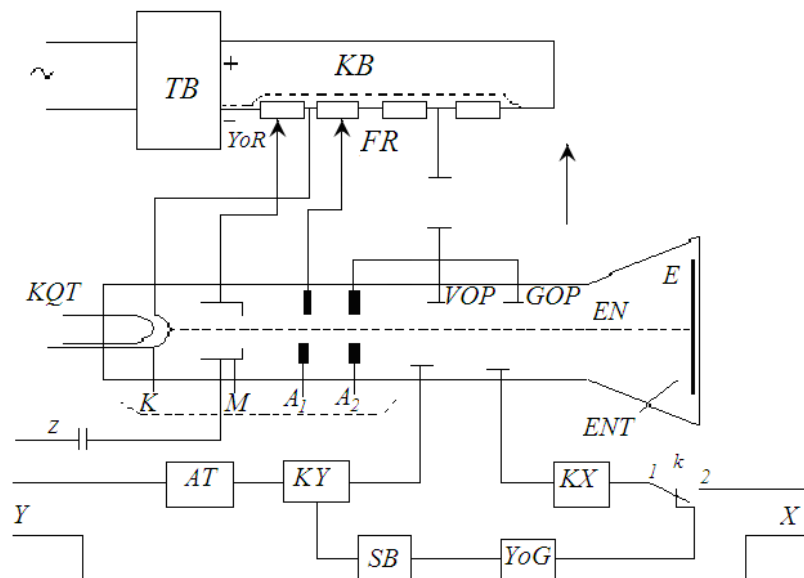 TB
+
KB
−
YoR
FR
KQT
VOP
GOP
E
EN
K
M
A₁
A₂
ENT
z
AT
KY
KX
1
k
2
Y
X
SB
YoG